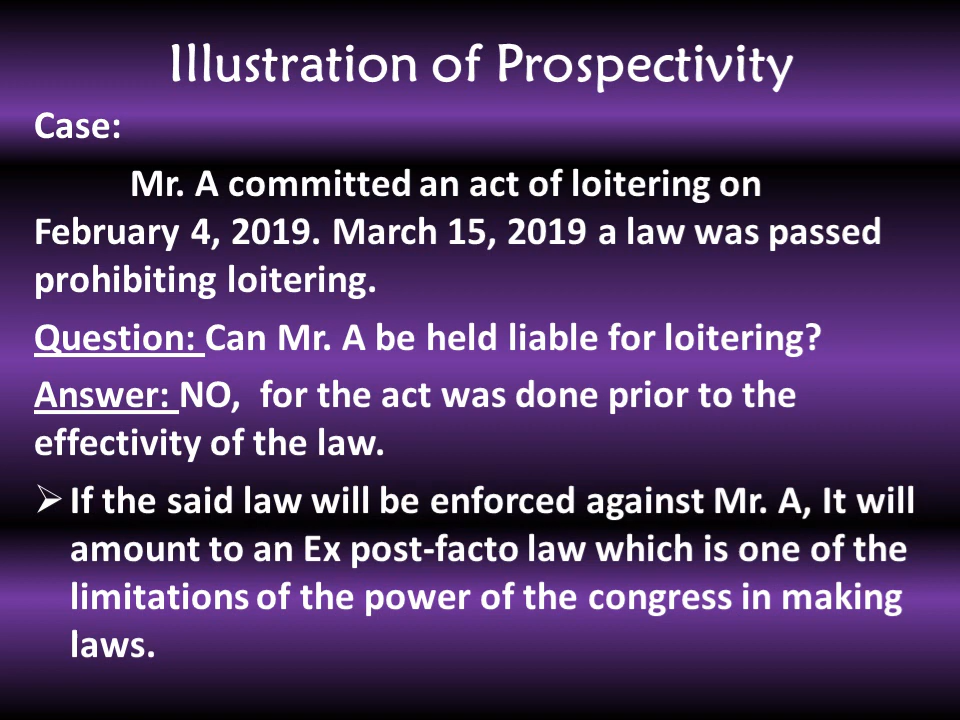 Illustration of Prospectivity
Case:
Mr. A committed an act of loitering on
February 4, 2019. March 15, 2019 a law was passed
prohibiting loitering.
Question: Can Mr. A be held liable for loitering?
Answer: NO,  for the act was done prior to the
effectivity of the law.
➢ If the said law will be enforced against Mr. A, It will
amount to an Ex post-facto law which is one of the
limitations of the power of the congress in making
laws.